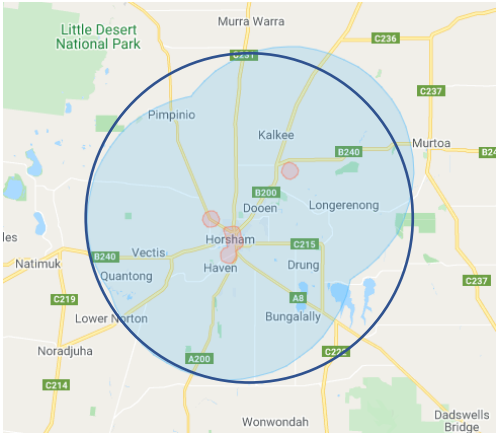 Murra Warra
Little Desert
National Park
C236
C237
Pimpinio
Kalkee
Murtoa
B240
B200
Dooen
Longerenong
Horsham
C215
Vectis
B240
Natimuk
Haven
Drung
Quantong
C237
C219
A8
Lower Norton
Bungalally
Noradjuha
A200
C214
Wonwondah
Dadswells
Bridge